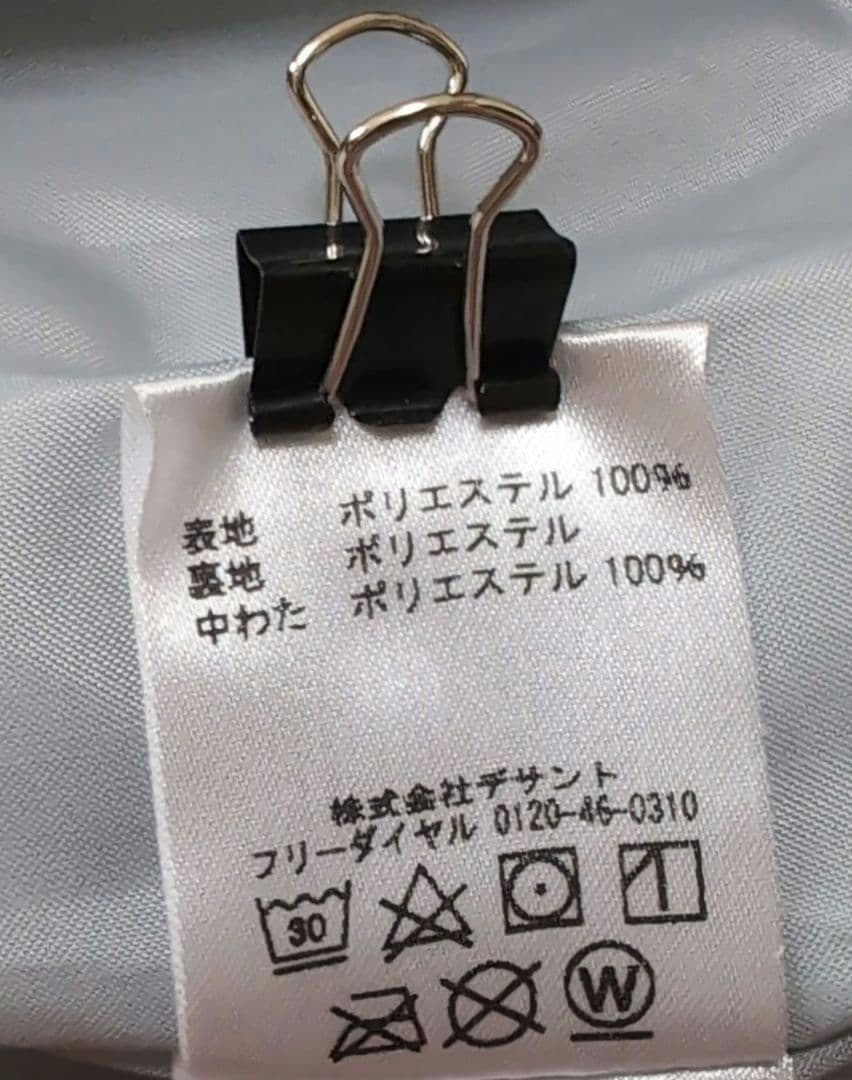 表地 ポリエステル 100%
裏地 ポリエステル
中わた ポリエステル 100%
株式会社デサント
フリーダイヤル 0120-46-0310
30
W